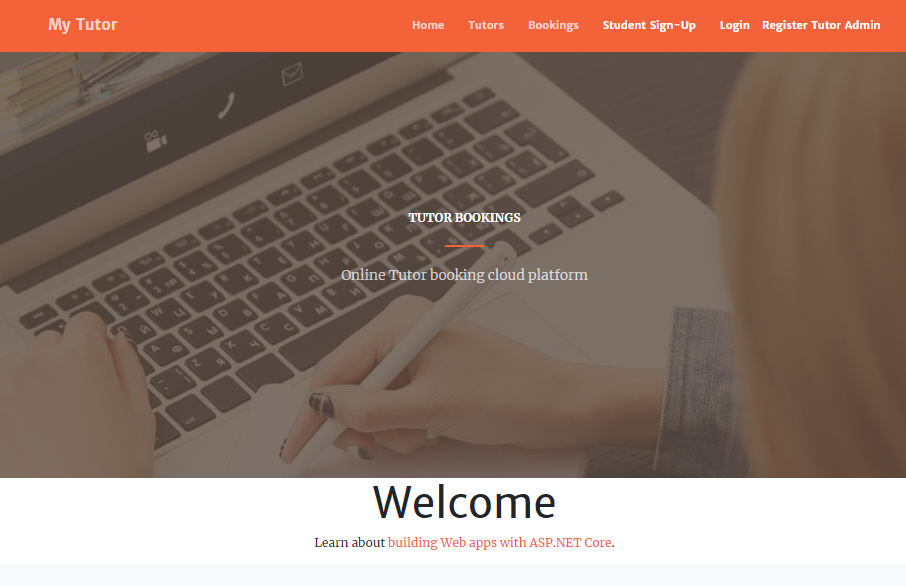 My Tutor
Home Tutors Bookings Student Sign-Up Login Register Tutor Admin
TUTOR BOOKINGS
Online Tutor booking cloud platform
Welcome
Learn about building Web apps with ASP.NET Core.